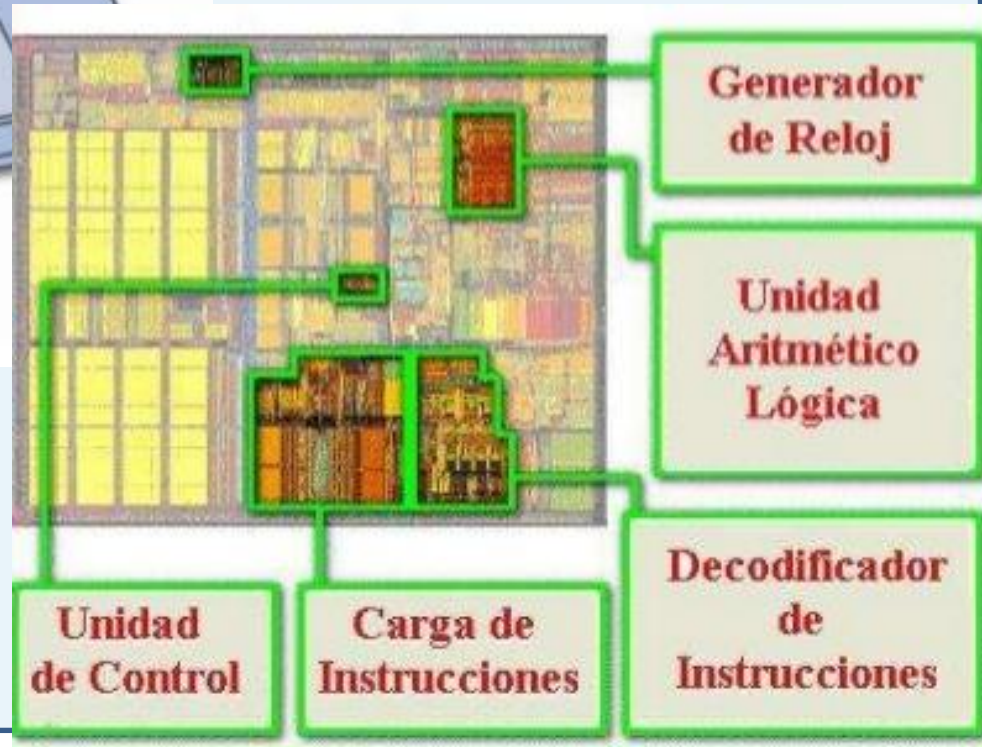 Generador
de Reloj
Unidad
Aritmético
Lógica
Decodificador
de
Instrucciones
Carga de
Instrucciones
Unidad
de Control